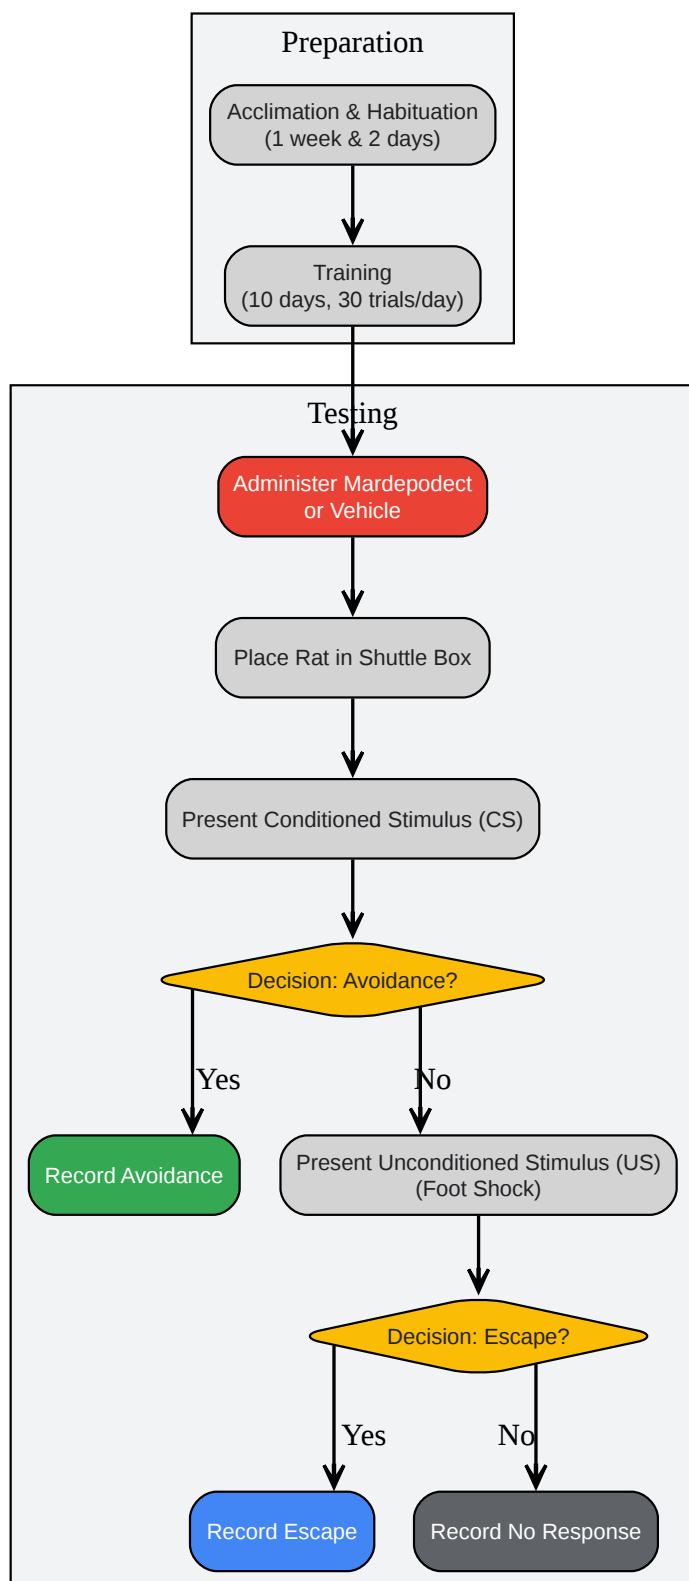 Preparation
Acclimation & Habituation
(1 week & 2 days)
Training
(10 days, 30 trials/day)
Testing
Administer Mardepodect
or Vehicle
Place Rat in Shuttle Box
Present Conditioned Stimulus (CS)
Decision: Avoidance?
Yes
No
Record Avoidance
Present Unconditioned Stimulus (US)
(Foot Shock)
Decision: Escape?
Yes
No
Record Escape
Record No Response